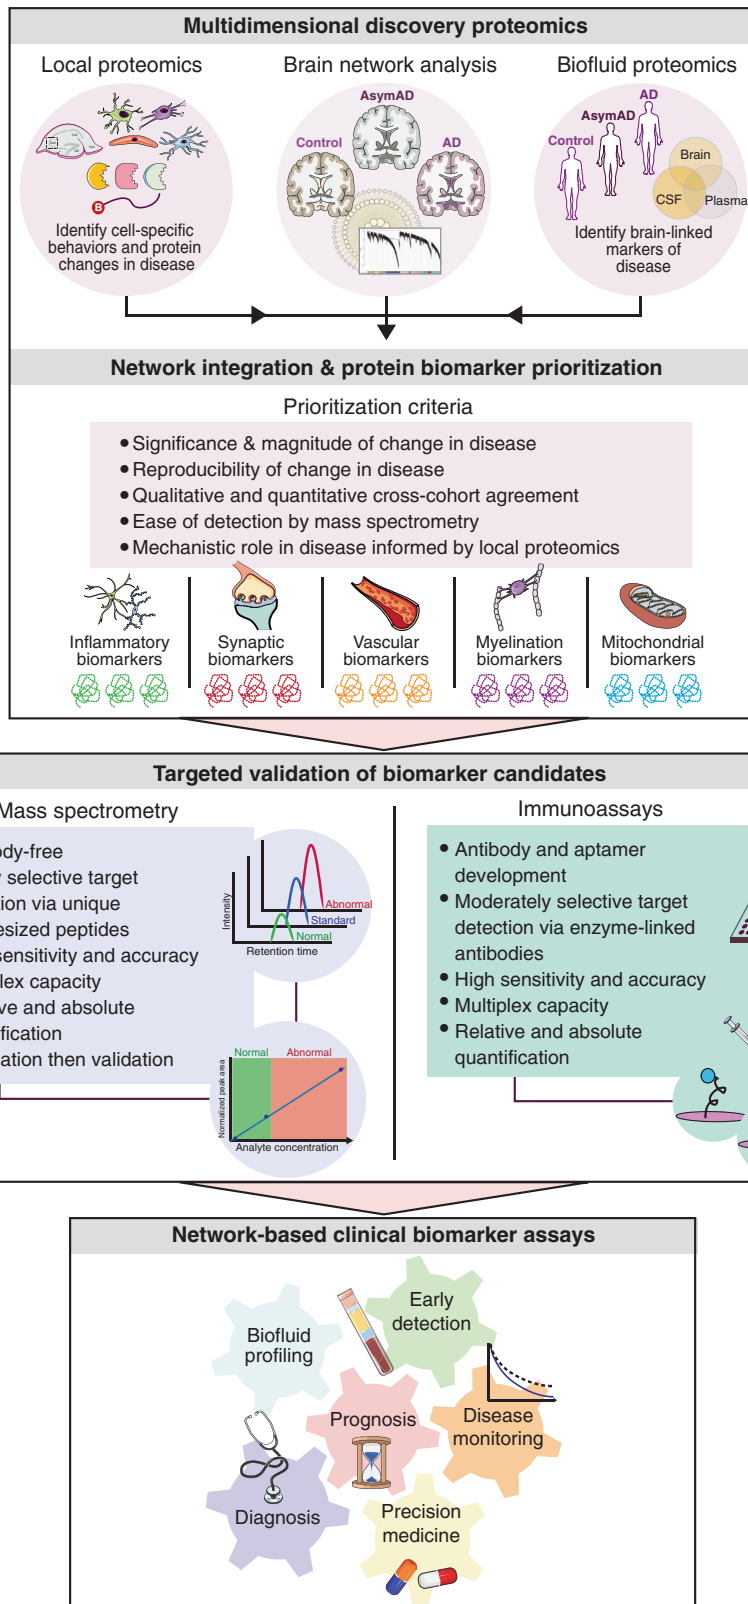 Multidimensional discovery proteomics
Local proteomics
Brain network analysis
Biofluid proteomics
AsymAD
Control
AD
AD
AsymAD
Control
Brain
CSF
Plasma
B
Identify cell-specific
behaviors and protein
changes in disease
Identify brain-linked
markers of
disease
Network integration & protein biomarker prioritization
Prioritization criteria
• Significance & magnitude of change in disease
• Reproducibility of change in disease
• Qualitative and quantitative cross-cohort agreement
• Ease of detection by mass spectrometry
• Mechanistic role in disease informed by local proteomics
Inflammatory
biomarkers
Synaptic
biomarkers
Vascular
biomarkers
Myelination
biomarkers
Mitochondrial
biomarkers
Targeted validation of biomarker candidates
Mass spectrometry
ody-free
y selective target
tion via unique
esized peptides
sensitivity and accuracy
lex capacity
ve and absolute
ification
ation then validation
Intensity
Abnormal
Standard
Normal
Retention time
Normal
Abnormal
Normalized peak area
Analyte concentration
Immunoassays
• Antibody and aptamer
development
• Moderately selective target
detection via enzyme-linked
antibodies
• High sensitivity and accuracy
• Multiplex capacity
• Relative and absolute
quantification
Network-based clinical biomarker assays
Early
detection
Biofluid
profiling
Prognosis
Disease
monitoring
Diagnosis
Precision
medicine